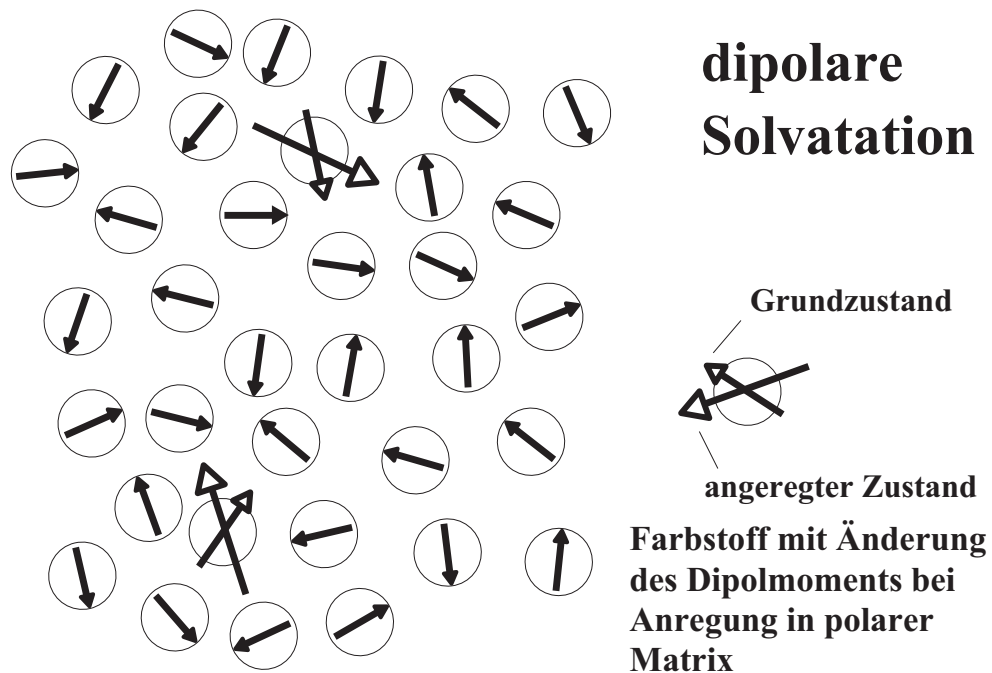 dipolare
Solvatation
Grundzustand
angeregter Zustand
Farbstoff mit Änderung
des Dipolmoments bei
Anregung in polarer
Matrix